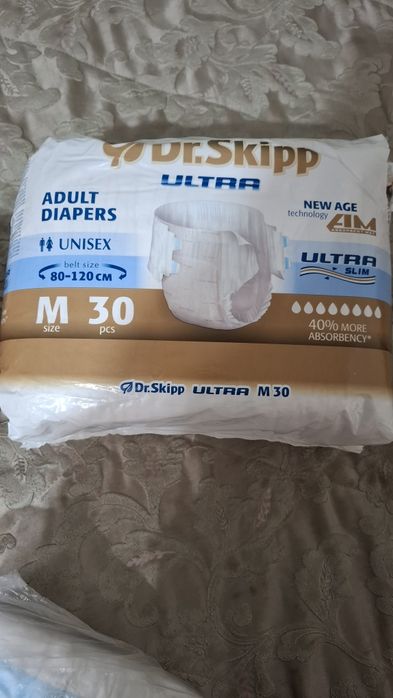 Dr.Skipp
ULTRA
ADULT
DIAPERS
UNISEX
belt size
80-120 см
M
size
30
pcs
NEW AGE
technology
AM
ULTRA
SLIM
40% MORE
ABSORBENCY*
Dr.Skipp ULTRA M 30